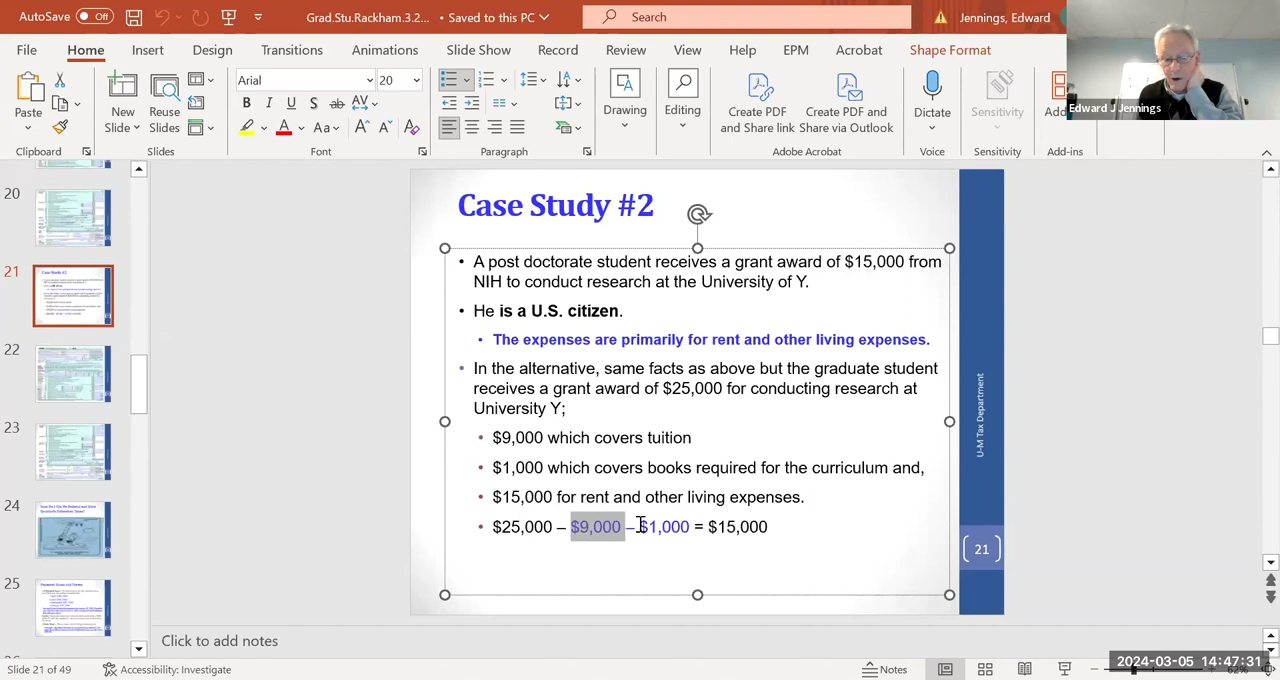 AutoSave Off Grad.Stu.Rackham.3.2... • Saved to this PC Search Jennings, Edward
File Home Insert Design Transitions Animations Slide Show Record Review View Help EPM Acrobat Shape Format
Edward J Jennings
Arial 20
Paste New Slide Reuse Slides Drawing Editing Create PDF and Share link Create PDF and Share via Outlook Dictate Sensitivity
B I U S ab AV
A Aa A A A
Clipboard Slides Font Paragraph Adobe Acrobat Voice Sensitivity Add-ins
20
21
22
23
24
25
Case Study #2
• A post doctorate student receives a grant award of $15,000 from
to conduct research at the University of Y.
• He is a U.S. citizen.
• The expenses are primarily for rent and other living expenses.
• In the alternative, same facts as above but the graduate student
receives a grant award of $25,000 for conducting research at
University Y;
• which covers tuition
• $1,000 which covers books required for the curriculum and,
• $15,000 for rent and other living expenses.
• $25,000 – $9,000 – $1,000 = $15,000
U-M Tax Department
21
Click to add notes
Slide 21 of 49 Accessibility: Investigate Notes
2024-03-05 14:47:31